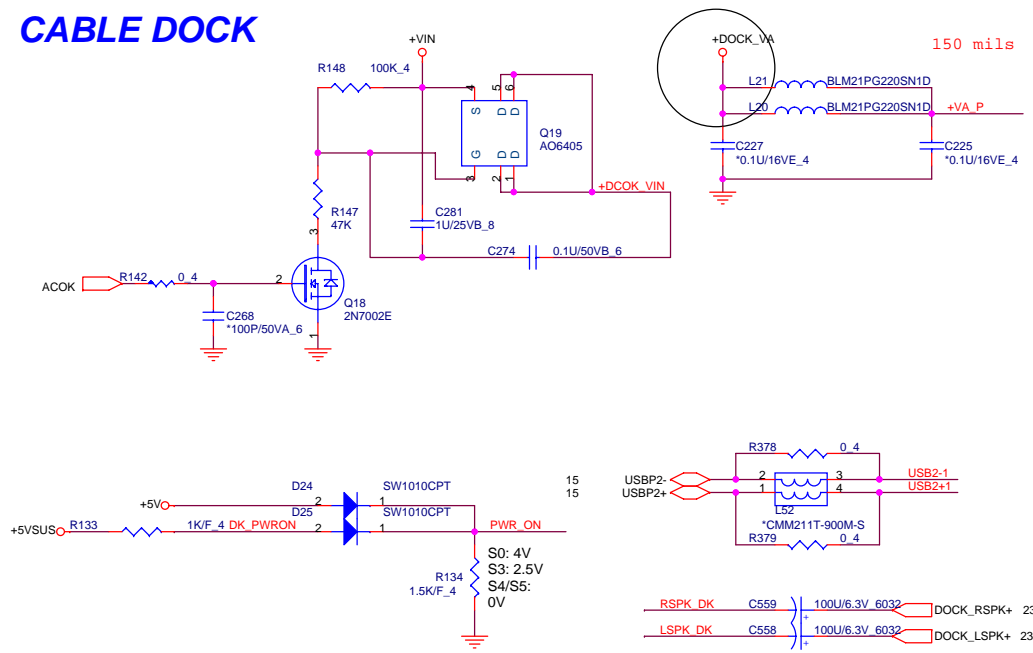 CABLE DOCK
+VIN
+DOCK_VA
150 mils
R148 100K_4
L21 BLM21PG220SN1D
L20 BLM21PG220SN1D
+VA_P
4 5 6
S D D
G D D
3 2 1
Q19
AO6405
C227
*0.1U/16VE_4
C225
*0.1U/16VE_4
+DCOK_VIN
R147
47K
C281
1U/25VB_8
3
C274 0.1U/50VB_6
ACOK
R142 0_4
2
Q18
2N7002E
C268
*100P/50VA_6
1
R378 0_4
15 USBP2- 2 3 USB2-1
15 USBP2+ 1 4 USB2+1
L52
*CMM211T-900M-S
R379 0_4
D24 SW1010CPT
+5V 2 1
D25 SW1010CPT
+5VSUS R133 1K/F_4 DK_PWRON 2 1 PWR_ON
R134
1.5K/F_4
S0: 4V
S3: 2.5V
S4/S5:
0V
RSPK_DK C559 + 100U/6.3V_6032 DOCK_RSPK+ 23
LSPK_DK C558 + 100U/6.3V_6032 DOCK_LSPK+ 23